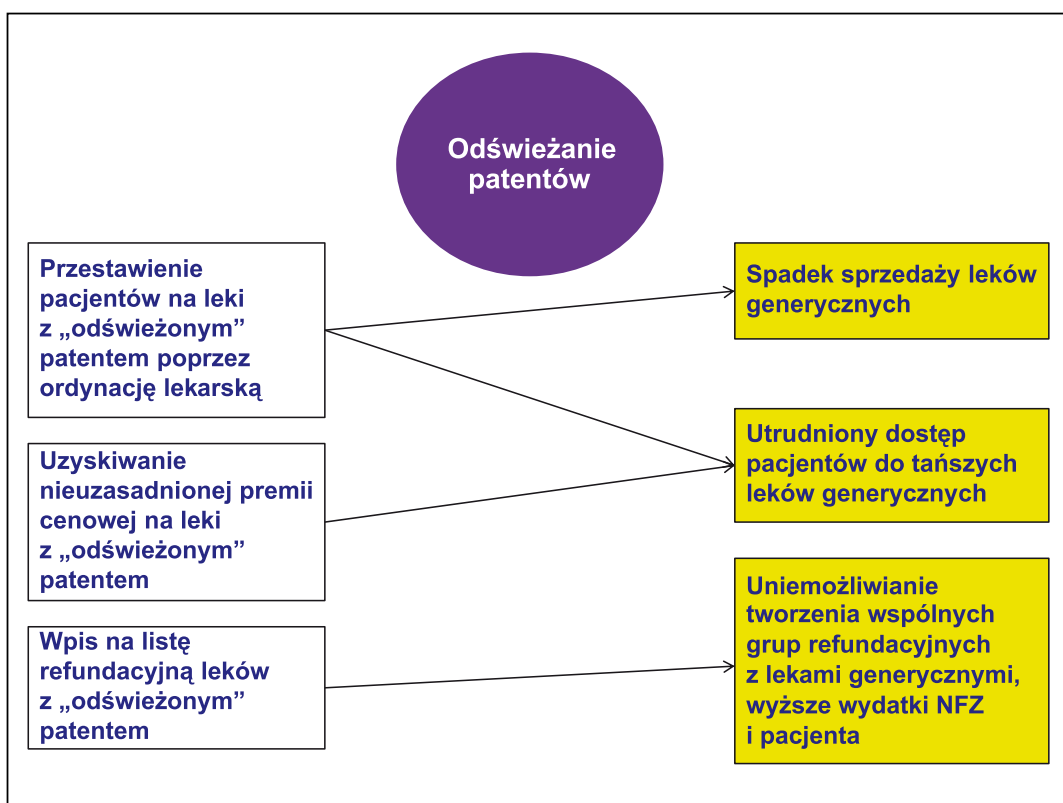 Odświeżanie
patentów
Przestawienie
pacjentów na leki
z „odświeżonym”
patentem poprzez
ordynację lekarską
Uzyskiwanie
nieuzasadnionej premii
cenowej na leki
z „odświeżonym”
patentem
Wpis na listę
refundacyjną leków
z „odświeżonym”
patentem
Spadek sprzedaży leków
generycznych
Utrudniony dostęp
pacjentów do tańszych
leków generycznych
Uniemożliwianie
tworzenia wspólnych
grup refundacyjnych
z lekami generycznymi,
wyższe wydatki NFZ
i pacjenta